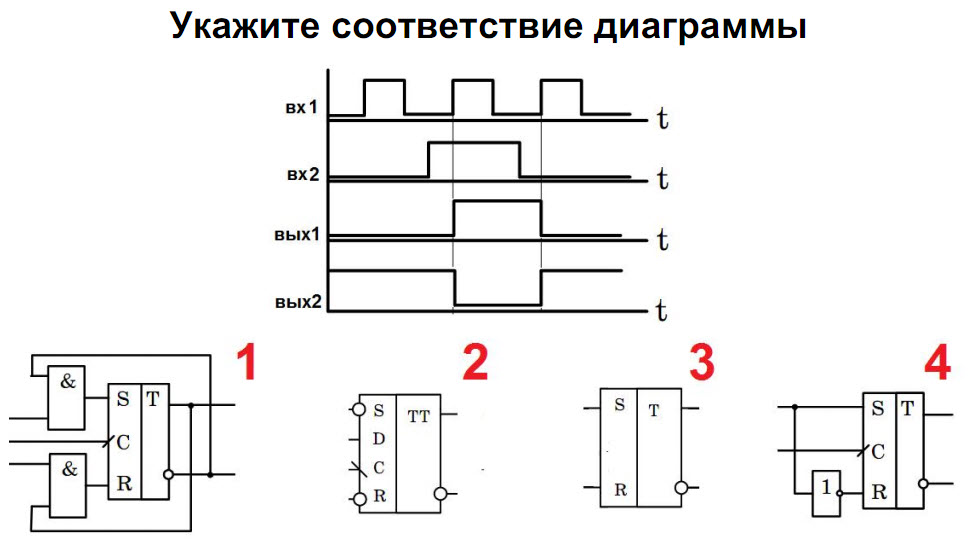 Укажите соответствие диаграммы
вх1
t
вх2
t
вых1
t
вых2
t
1
&
S T
C
&
R
2
S TT
D
C
R
3
S T
R
4
S T
C
1 R